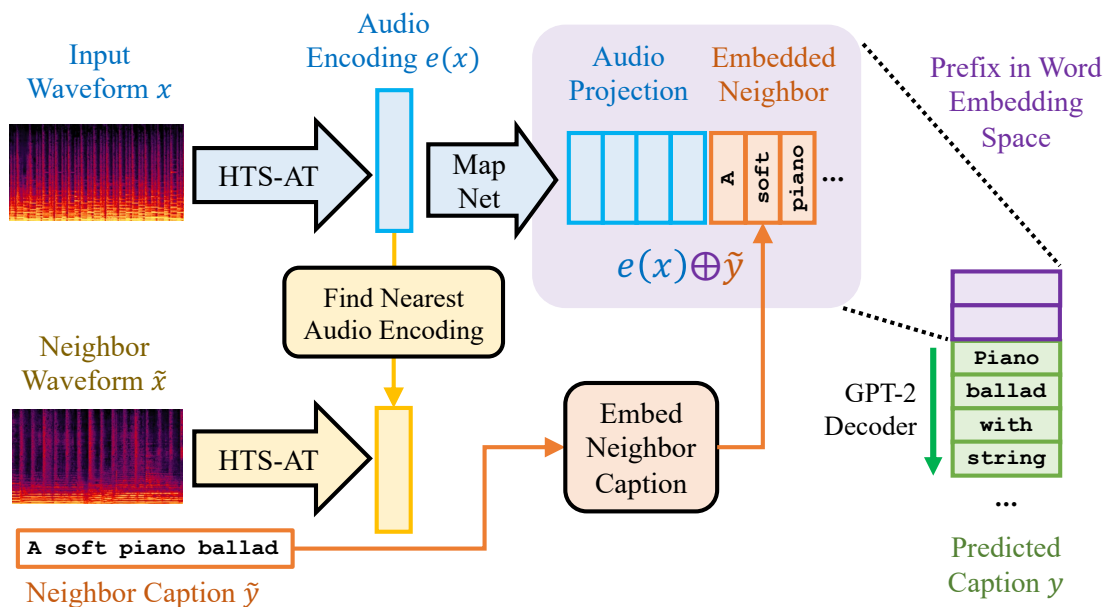 Input
Waveform x
Audio
Encoding e(x)
HTS-AT
Map
Net
Audio
Projection
Embedded
Neighbor
A
soft
piano
...
e(x)⊕ỹ
Prefix in Word
Embedding
Space
Find Nearest
Audio Encoding
Neighbor
Waveform x̃
HTS-AT
Embed
Neighbor
Caption
A soft piano ballad
Neighbor Caption ỹ
GPT-2
Decoder
Piano
ballad
with
string
...
Predicted
Caption y